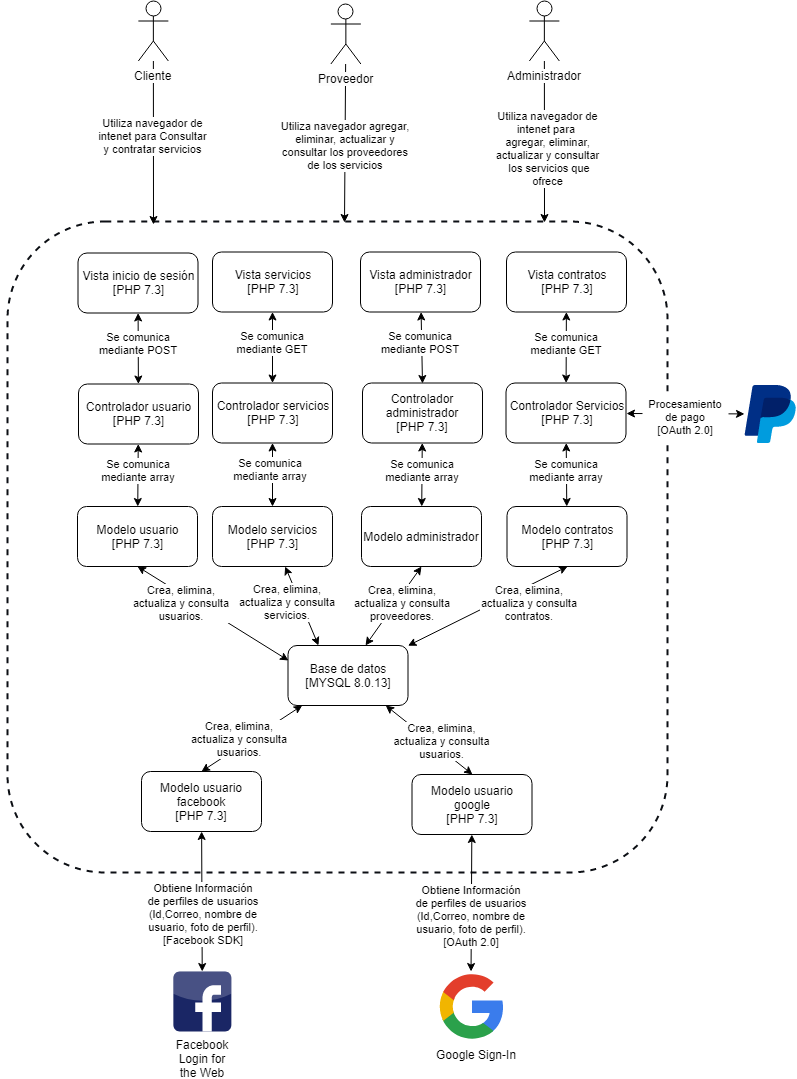 Cliente
Proveedor
Administrador
Utiliza navegador de
intenet para Consultar
y contratar servicios
Utiliza navegador agregar,
eliminar, actualizar y
consultar los proveedores
de los servicios
Utiliza navegador de
intenet para
agregar, eliminar,
actualizar y consultar
los servicios que
ofrece
Vista inicio de sesión
[PHP 7.3]
Vista servicios
[PHP 7.3]
Vista administrador
[PHP 7.3]
Vista contratos
[PHP 7.3]
Se comunica
mediante POST
Se comunica
mediante GET
Se comunica
mediante POST
Se comunica
mediante GET
Controlador usuario
[PHP 7.3]
Controlador servicios
[PHP 7.3]
Controlador
administrador
[PHP 7.3]
Controlador Servicios
[PHP 7.3]
Procesamiento
de pago
[OAuth 2.0]
Se comunica
mediante array
Se comunica
mediante array
Se comunica
mediante array
Se comunica
mediante array
Modelo usuario
[PHP 7.3]
Modelo servicios
[PHP 7.3]
Modelo administrador
Modelo contratos
[PHP 7.3]
Crea, elimina,
actualiza y consulta
usuarios.
Crea, elimina,
actualiza y consulta
servicios.
Crea, elimina,
actualiza y consulta
proveedores.
Crea, elimina,
actualiza y consulta
contratos.
Base de datos
[MYSQL 8.0.13]
Crea, elimina,
actualiza y consulta
usuarios.
Crea, elimina,
actualiza y consulta
usuarios.
Modelo usuario
facebook
[PHP 7.3]
Modelo usuario
google
[PHP 7.3]
Obtiene Información
de perfiles de usuarios
(Id,Correo, nombre de
usuario, foto de perfil).
[Facebook SDK]
Obtiene Información
de perfiles de usuarios
(Id,Correo, nombre de
usuario, foto de perfil).
[OAuth 2.0]
Facebook
Login for
the Web
Google Sign-In